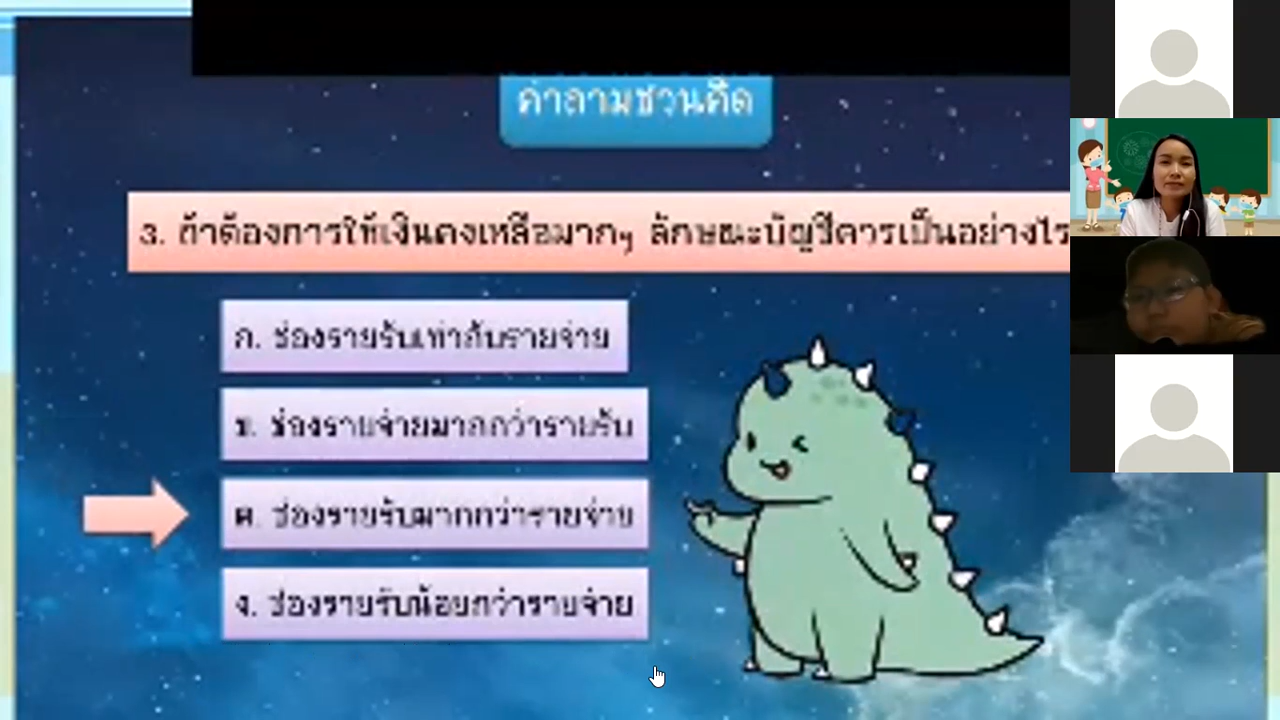 คำถามชวนคิด
3. ถ้าต้องการให้เงินคงเหลือมากๆ ลักษณะบัญชีควรเป็นอย่างไร
ก. ช่องรายรับเท่ากับรายจ่าย
ข. ช่องรายจ่ายมากกว่ารายรับ
ค. ช่องรายรับมากกว่ารายจ่าย
ง. ช่องรายรับน้อยกว่ารายจ่าย